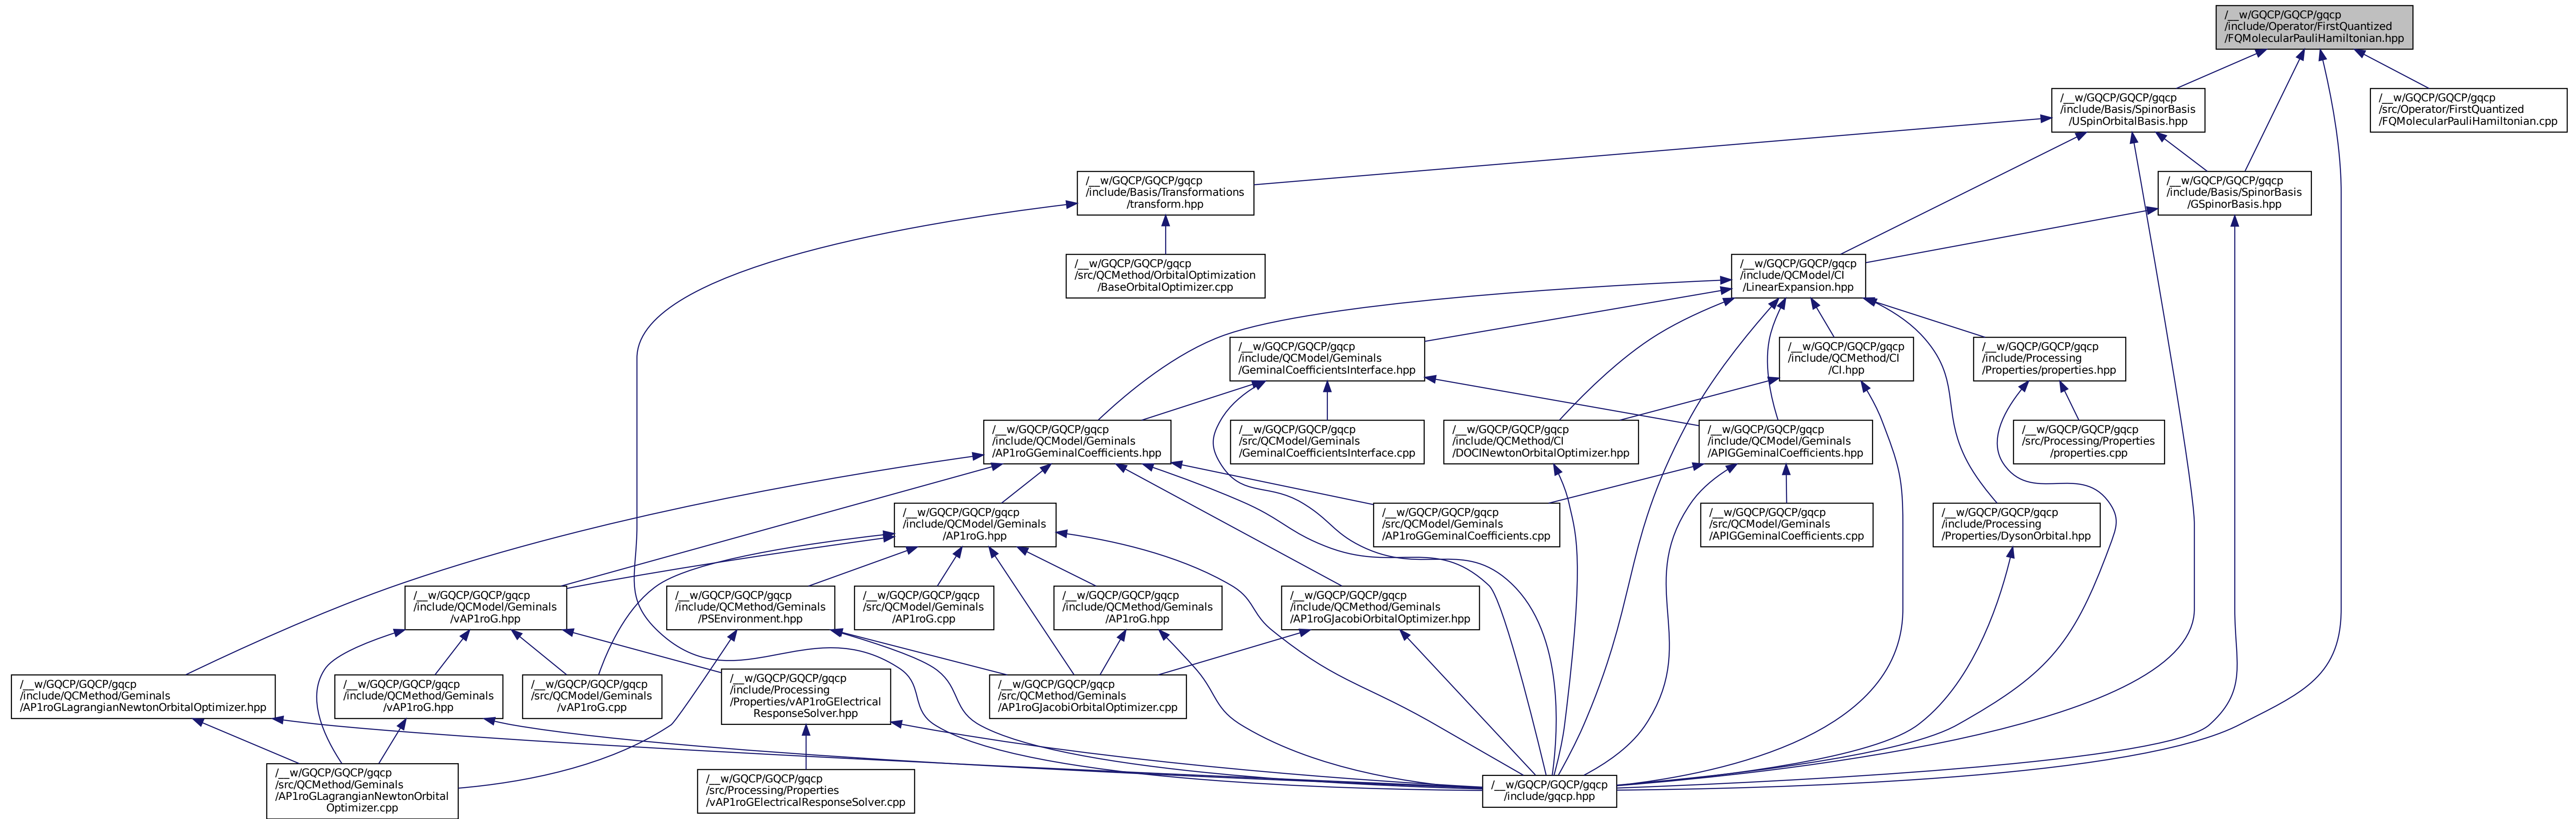 /__w/GQCP/GQCP/gqcp
/include/Operator/FirstQuantized
/FQMolecularPauliHamiltonian.hpp
/__w/GQCP/GQCP/gqcp
/include/Basis/SpinorBasis
/USpinOrbitalBasis.hpp
/__w/GQCP/GQCP/gqcp
/src/Operator/FirstQuantized
/FQMolecularPauliHamiltonian.cpp
/__w/GQCP/GQCP/gqcp
/include/Basis/Transformations
/transform.hpp
/__w/GQCP/GQCP/gqcp
/include/Basis/SpinorBasis
/GSpinorBasis.hpp
/__w/GQCP/GQCP/gqcp
/src/QCMethod/OrbitalOptimization
/BaseOrbitalOptimizer.cpp
/__w/GQCP/GQCP/gqcp
/include/QCModel/CI
/LinearExpansion.hpp
/__w/GQCP/GQCP/gqcp
/include/QCModel/Geminals
/GeminalCoefficientsInterface.hpp
/__w/GQCP/GQCP/gqcp
/include/QCMethod/CI
/CI.hpp
/__w/GQCP/GQCP/gqcp
/include/Processing
/Properties/properties.hpp
/__w/GQCP/GQCP/gqcp
/include/QCModel/Geminals
/AP1roGGeminalCoefficients.hpp
/__w/GQCP/GQCP/gqcp
/src/QCModel/Geminals
/GeminalCoefficientsInterface.cpp
/__w/GQCP/GQCP/gqcp
/include/QCMethod/CI
/DOCINewtonOrbitalOptimizer.hpp
/__w/GQCP/GQCP/gqcp
/include/QCModel/Geminals
/APIGGeminalCoefficients.hpp
/__w/GQCP/GQCP/gqcp
/src/Processing/Properties
/properties.cpp
/__w/GQCP/GQCP/gqcp
/include/QCModel/Geminals
/AP1roG.hpp
/__w/GQCP/GQCP/gqcp
/src/QCModel/Geminals
/AP1roGGeminalCoefficients.cpp
/__w/GQCP/GQCP/gqcp
/src/QCModel/Geminals
/APIGGeminalCoefficients.cpp
/__w/GQCP/GQCP/gqcp
/include/Processing
/Properties/DysonOrbital.hpp
/__w/GQCP/GQCP/gqcp
/include/QCModel/Geminals
/vAP1roG.hpp
/__w/GQCP/GQCP/gqcp
/include/QCMethod/Geminals
/PSEnvironment.hpp
/__w/GQCP/GQCP/gqcp
/src/QCModel/Geminals
/AP1roG.cpp
/__w/GQCP/GQCP/gqcp
/include/QCMethod/Geminals
/AP1roG.hpp
/__w/GQCP/GQCP/gqcp
/include/QCMethod/Geminals
/AP1roGJacobiOrbitalOptimizer.hpp
/__w/GQCP/GQCP/gqcp
/include/QCMethod/Geminals
/AP1roGLagrangianNewtonOrbitalOptimizer.hpp
/__w/GQCP/GQCP/gqcp
/include/QCMethod/Geminals
/vAP1roG.hpp
/__w/GQCP/GQCP/gqcp
/src/QCModel/Geminals
/vAP1roG.cpp
/__w/GQCP/GQCP/gqcp
/include/Processing
/Properties/vAP1roGElectrical
ResponseSolver.hpp
/__w/GQCP/GQCP/gqcp
/src/QCMethod/Geminals
/AP1roGJacobiOrbitalOptimizer.cpp
/__w/GQCP/GQCP/gqcp
/src/QCMethod/Geminals
/AP1roGLagrangianNewtonOrbital
Optimizer.cpp
/__w/GQCP/GQCP/gqcp
/src/Processing/Properties
/vAP1roGElectricalResponseSolver.cpp
/__w/GQCP/GQCP/gqcp
/include/gqcp.hpp